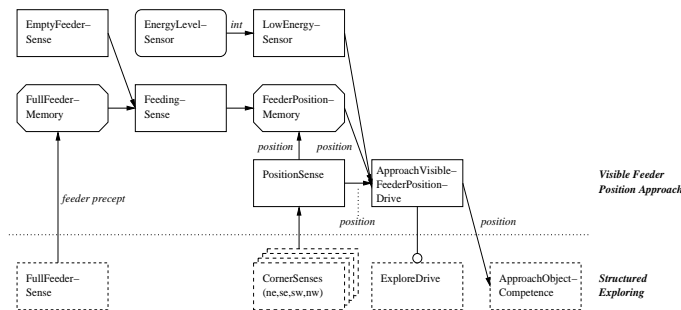 EmptyFeeder–
Sense
EnergyLevel–
Sensor
int
LowEnergy–
Sensor
FullFeeder–
Memory
Feeding–
Sense
FeederPosition–
Memory
position
position
PositionSense
ApproachVisible–
FeederPosition–
Drive
Visible Feeder
Position Approach
feeder precept
position
position
FullFeeder–
Sense
CornerSenses
(ne,se,sw,nw)
ExploreDrive
ApproachObject–
Competence
Structured
Exploring